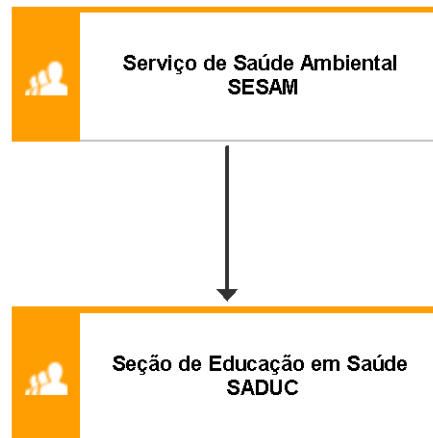 Serviço de Saúde Ambiental
SESAM
Seção de Educação em Saúde
SADUC